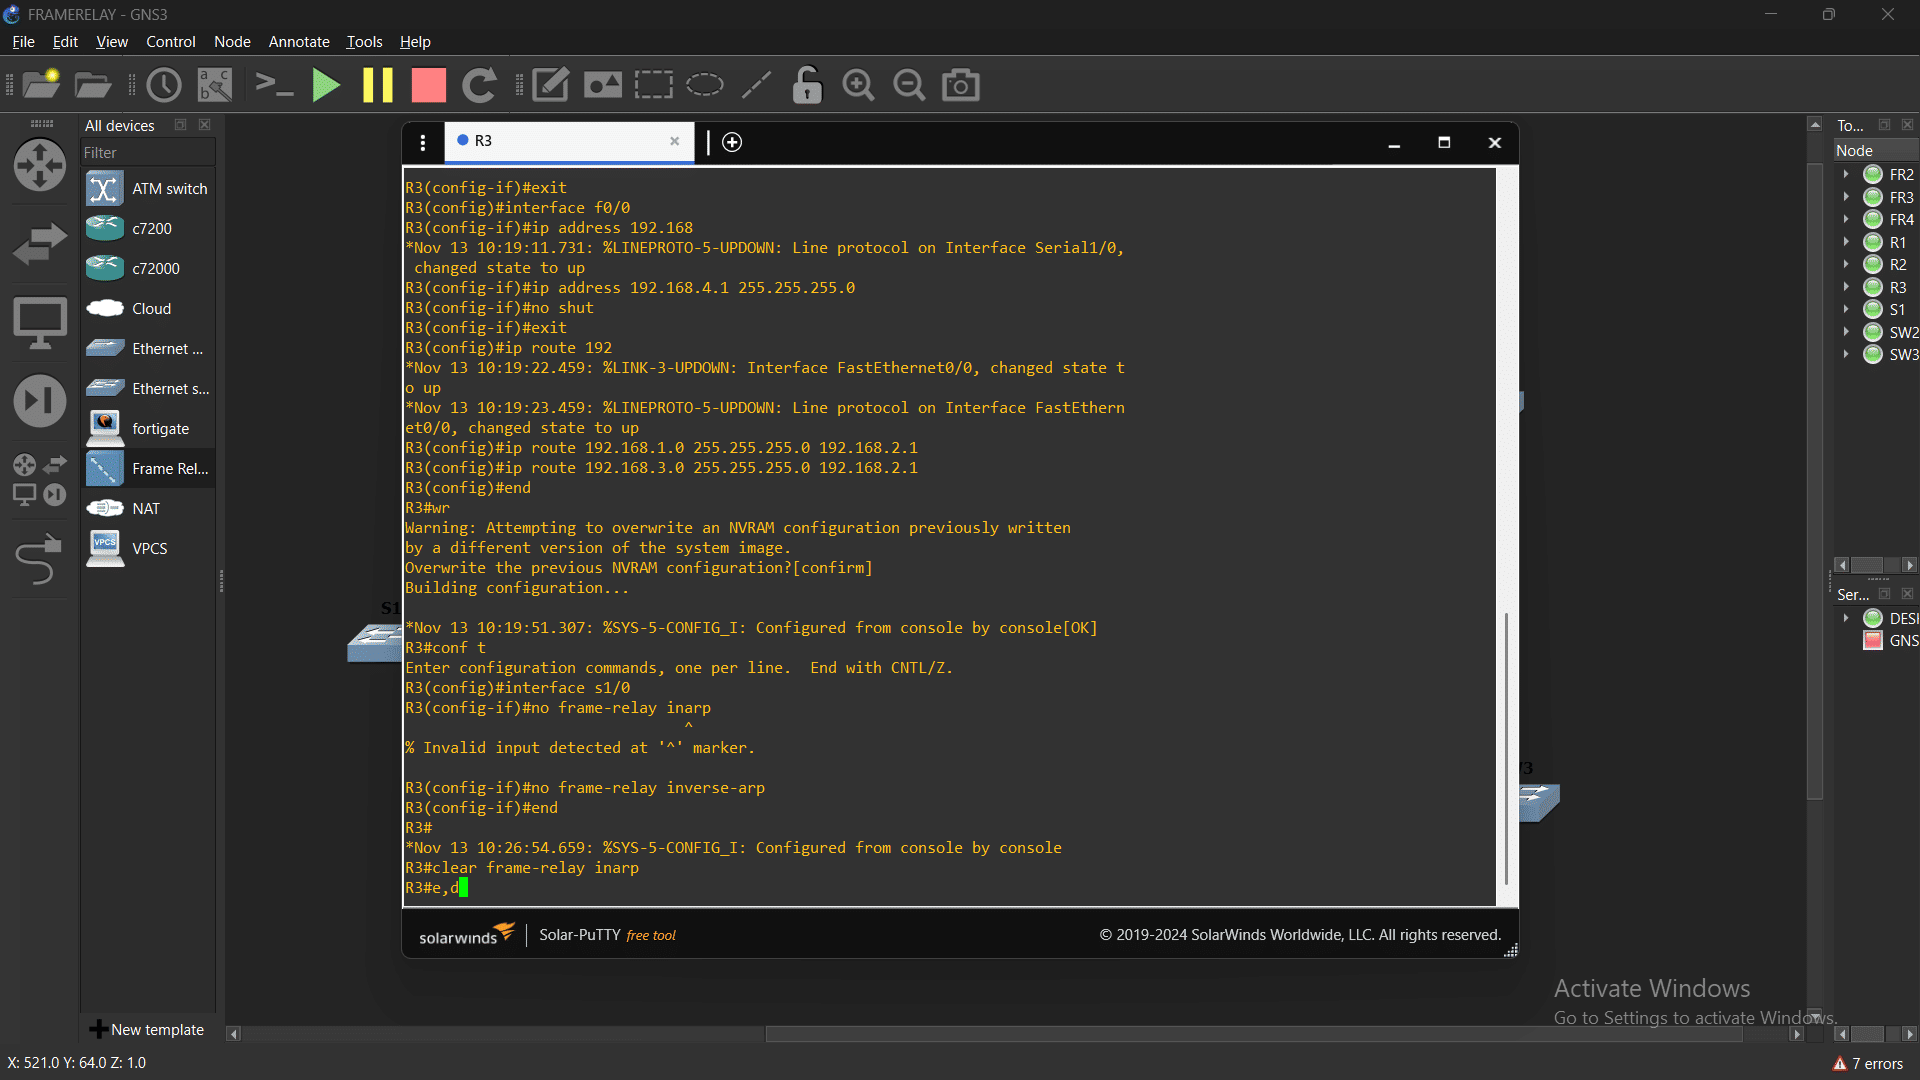 FRAMERELAY - GNS3
File Edit View Control Node Annotate Tools Help
All devices
Filter
ATM switch
c7200
c72000
Cloud
Ethernet ...
Ethernet s...
fortigate
Frame Rel...
NAT
VPCS
New template
S1
R3
R3(config-if)#exit
R3(config)#interface f0/0
R3(config-if)#ip address 192.168
*Nov 13 10:19:11.731: %LINEPROTO-5-UPDOWN: Line protocol on Interface Serial1/0,
 changed state to up
R3(config-if)#ip address 192.168.4.1 255.255.255.0
R3(config-if)#no shut
R3(config-if)#exit
R3(config)#ip route 192
*Nov 13 10:19:22.459: %LINK-3-UPDOWN: Interface FastEthernet0/0, changed state t
o up
*Nov 13 10:19:23.459: %LINEPROTO-5-UPDOWN: Line protocol on Interface FastEthern
et0/0, changed state to up
R3(config)#ip route 192.168.1.0 255.255.255.0 192.168.2.1
R3(config)#ip route 192.168.3.0 255.255.255.0 192.168.2.1
R3(config)#end
R3#wr
Warning: Attempting to overwrite an NVRAM configuration previously written
by a different version of the system image.
Overwrite the previous NVRAM configuration?[confirm]
Building configuration...
*Nov 13 10:19:51.307: %SYS-5-CONFIG_I: Configured from console by console[OK]
R3#conf t
Enter configuration commands, one per line.  End with CNTL/Z.
R3(config)#interface s1/0
R3(config-if)#no frame-relay inarp
^
% Invalid input detected at '^' marker.
R3(config-if)#no frame-relay inverse-arp
R3(config-if)#end
R3#
*Nov 13 10:26:54.659: %SYS-5-CONFIG_I: Configured from console by console
R3#clear frame-relay inarp
R3#e,d
solarwinds
Solar-PuTTY free tool
© 2019-2024 SolarWinds Worldwide, LLC. All rights reserved.
To...
Node
FR2
FR3
FR4
R1
R2
R3
S1
SW2
SW3
Ser...
DESI
GNS
Activate Windows
Go to Settings to activate Windows.
X: 521.0 Y: 64.0 Z: 1.0
7 errors